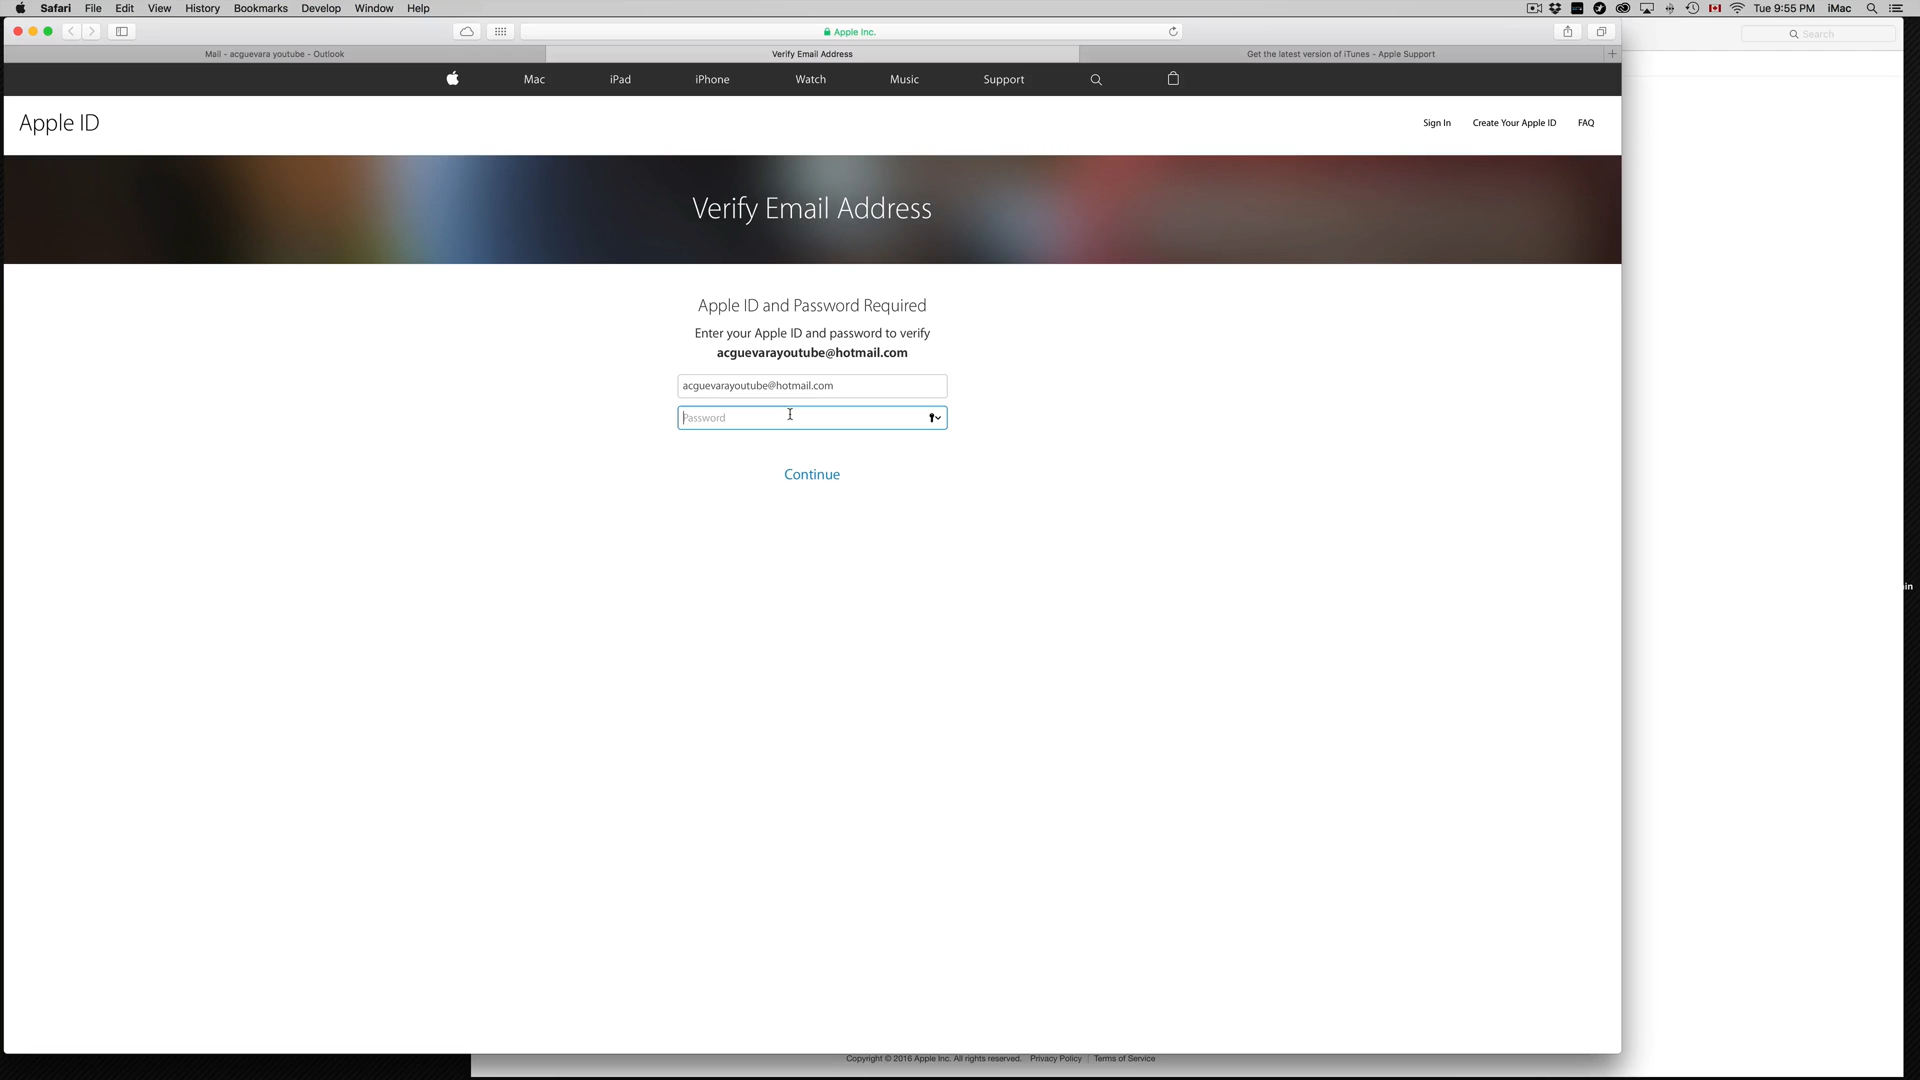 Safari File Edit View History Bookmarks Develop Window Help Tue 9:55 PM iMac
Apple Inc. Search
Mail - acguevara youtube - Outlook Verify Email Address Get the latest version of iTunes - Apple Support
Mac iPad iPhone Watch Music Support
Apple ID Sign In Create Your Apple ID FAQ
Verify Email Address
Apple ID and Password Required
Enter your Apple ID and password to verify
acguevarayoutube@hotmail.com
acguevarayoutube@hotmail.com
Password
Continue
in
Copyright © 2016 Apple Inc. All rights reserved. Privacy Policy | Terms of Service